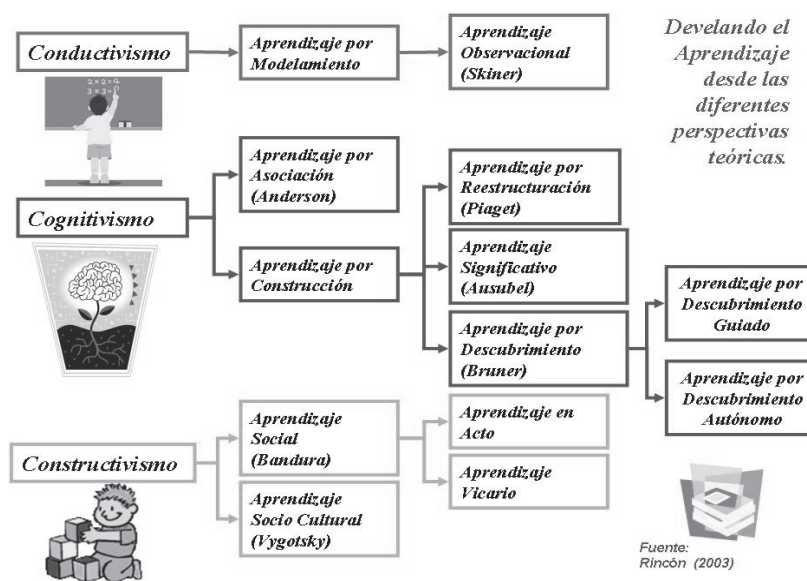 Develando el
Aprendizaje
desde las
diferentes
perspectivas
teóricas.
Conductivismo
Aprendizaje por
Modelamiento
Aprendizaje
Observacional
(Skiner)
2 x 2 = 4
3 x 3 =
Cognitivismo
Aprendizaje por
Asociación
(Anderson)
Aprendizaje por
Construcción
Aprendizaje por
Reestructuración
(Piaget)
Aprendizaje
Significativo
(Ausubel)
Aprendizaje por
Descubrimiento
(Bruner)
Aprendizaje por
Descubrimiento
Guiado
Aprendizaje por
Descubrimiento
Autónomo
Constructivismo
Aprendizaje
Social
(Bandura)
Aprendizaje
Socio Cultural
(Vygotsky)
Aprendizaje en
Acto
Aprendizaje
Vicario
Fuente:
Rincón (2003)